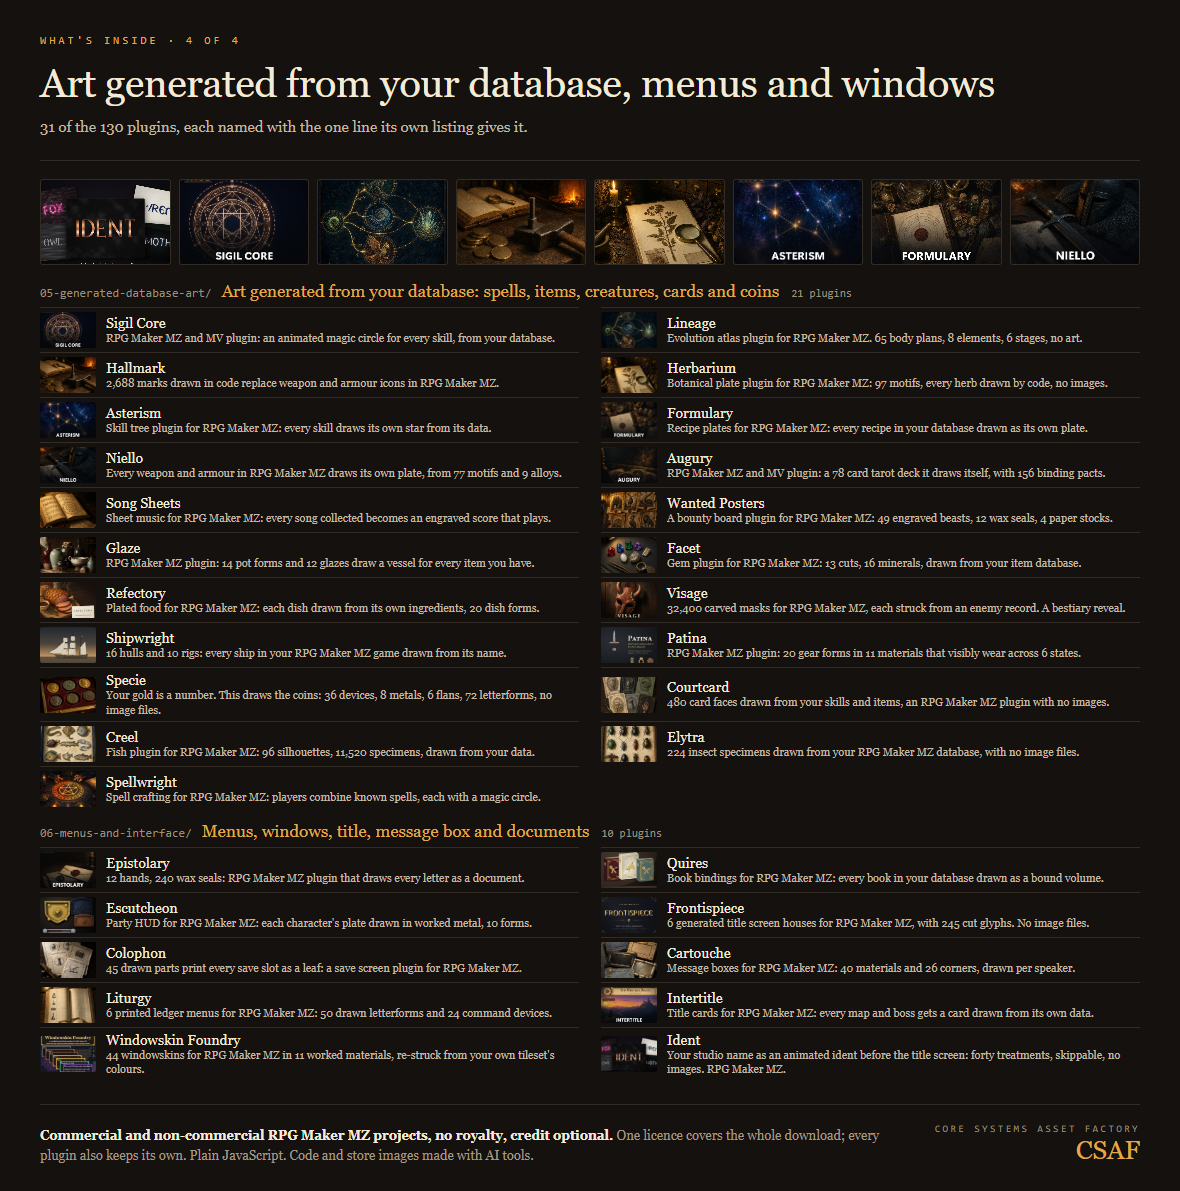 WHAT'S INSIDE · 4 OF 4
Art generated from your database, menus and windows
31 of the 130 plugins, each named with the one line its own listing gives it.
FOX
IDENT
OWL
MOTH
SIGIL CORE
ASTERISM
FORMULARY
NIELLO
05-generated-database-art/ Art generated from your database: spells, items, creatures, cards and coins 21 plugins
SIGIL CORE
Sigil Core
RPG Maker MZ and MV plugin: an animated magic circle for every skill, from your database.
Lineage
Evolution atlas plugin for RPG Maker MZ. 65 body plans, 8 elements, 6 stages, no art.
Hallmark
2,688 marks drawn in code replace weapon and armour icons in RPG Maker MZ.
Herbarium
Botanical plate plugin for RPG Maker MZ: 97 motifs, every herb drawn by code, no images.
ASTERISM
Asterism
Skill tree plugin for RPG Maker MZ: every skill draws its own star from its data.
FORMULARY
Formulary
Recipe plates for RPG Maker MZ: every recipe in your database drawn as its own plate.
NIELLO
Niello
Every weapon and armour in RPG Maker MZ draws its own plate, from 77 motifs and 9 alloys.
AUGURY
Augury
RPG Maker MZ and MV plugin: a 78 card tarot deck it draws itself, with 156 binding pacts.
Song Sheets
Sheet music for RPG Maker MZ: every song collected becomes an engraved score that plays.
Wanted Posters
A bounty board plugin for RPG Maker MZ: 49 engraved beasts, 12 wax seals, 4 paper stocks.
Glaze
RPG Maker MZ plugin: 14 pot forms and 12 glazes draw a vessel for every item you have.
Facet
Gem plugin for RPG Maker MZ: 13 cuts, 16 minerals, drawn from your item database.
Refectory
Plated food for RPG Maker MZ: each dish drawn from its own ingredients, 20 dish forms.
VISAGE
Visage
32,400 carved masks for RPG Maker MZ, each struck from an enemy record. A bestiary reveal.
Shipwright
16 hulls and 10 rigs: every ship in your RPG Maker MZ game drawn from its name.
PATINA
Patina
RPG Maker MZ plugin: 20 gear forms in 11 materials that visibly wear across 6 states.
Specie
Your gold is a number. This draws the coins: 36 devices, 8 metals, 6 flans, 72 letterforms, no
image files.
Courtcard
480 card faces drawn from your skills and items, an RPG Maker MZ plugin with no images.
Creel
Fish plugin for RPG Maker MZ: 96 silhouettes, 11,520 specimens, drawn from your data.
Elytra
224 insect specimens drawn from your RPG Maker MZ database, with no image files.
Spellwright
Spell crafting for RPG Maker MZ: players combine known spells, each with a magic circle.
06-menus-and-interface/ Menus, windows, title, message box and documents 10 plugins
EPISTOLARY
Epistolary
12 hands, 240 wax seals: RPG Maker MZ plugin that draws every letter as a document.
Quires
Book bindings for RPG Maker MZ: every book in your database drawn as a bound volume.
Escutcheon
Party HUD for RPG Maker MZ: each character's plate drawn in worked metal, 10 forms.
FRONTISPIECE
Frontispiece
6 generated title screen houses for RPG Maker MZ, with 245 cut glyphs. No image files.
Colophon
45 drawn parts print every save slot as a leaf: a save screen plugin for RPG Maker MZ.
Cartouche
Message boxes for RPG Maker MZ: 40 materials and 26 corners, drawn per speaker.
Liturgy
6 printed ledger menus for RPG Maker MZ: 50 drawn letterforms and 24 command devices.
INTERTITLE
Intertitle
Title cards for RPG Maker MZ: every map and boss gets a card drawn from its own data.
Windowskin Foundry
Windowskin Foundry
44 windowskins for RPG Maker MZ in 11 worked materials, re-struck from your own tileset's
colours.
IDENT
Ident
Your studio name as an animated ident before the title screen: forty treatments, skippable, no
images. RPG Maker MZ.
Commercial and non-commercial RPG Maker MZ projects, no royalty, credit optional. One licence covers the whole download; every
plugin also keeps its own. Plain JavaScript. Code and store images made with AI tools.
CORE SYSTEMS ASSET FACTORY
CSAF